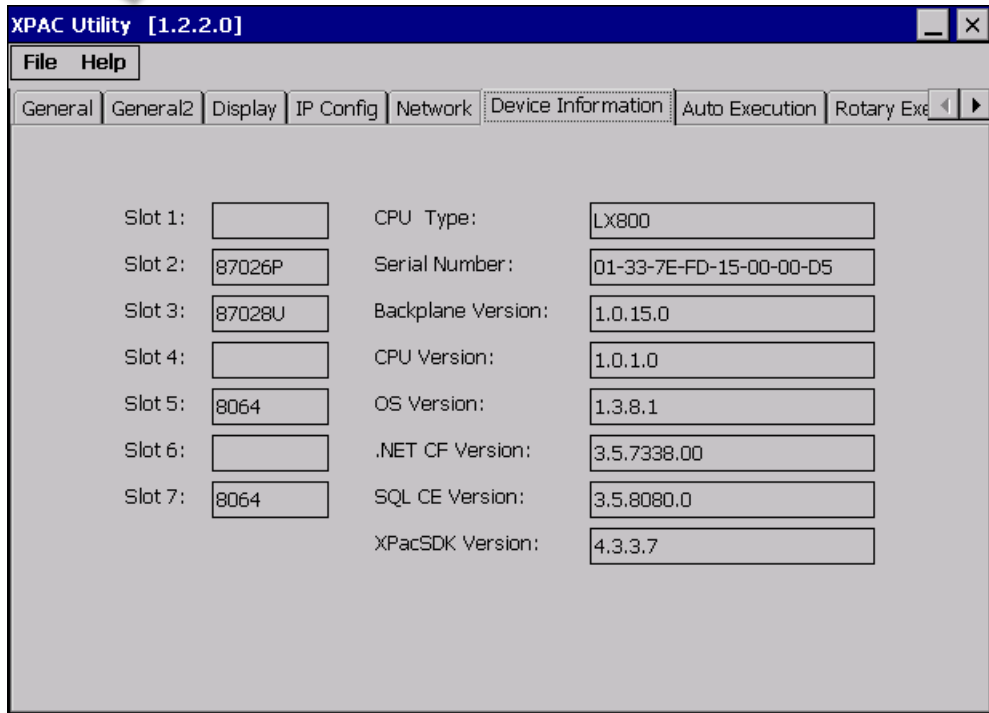 XPAC Utility [1.2.2.0]
File Help
General General2 Display IP Config Network Device Information Auto Execution Rotary Exe
Slot 1: CPU Type: LX800
Slot 2: 87026P Serial Number: 01-33-7E-FD-15-00-00-D5
Slot 3: 87028U Backplane Version: 1.0.15.0
Slot 4: CPU Version: 1.0.1.0
Slot 5: 8064 OS Version: 1.3.8.1
Slot 6: .NET CF Version: 3.5.7338.00
Slot 7: 8064 SQL CE Version: 3.5.8080.0
XPacSDK Version: 4.3.3.7